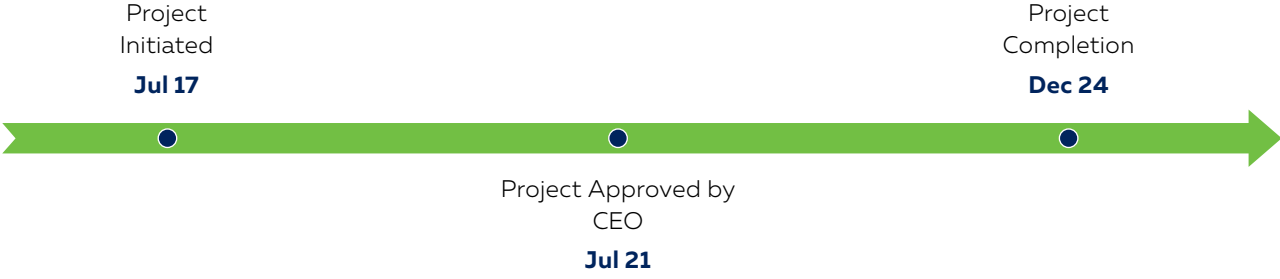 Project
Initiated
Jul 17
Project Approved by
CEO
Jul 21
Project
Completion
Dec 24